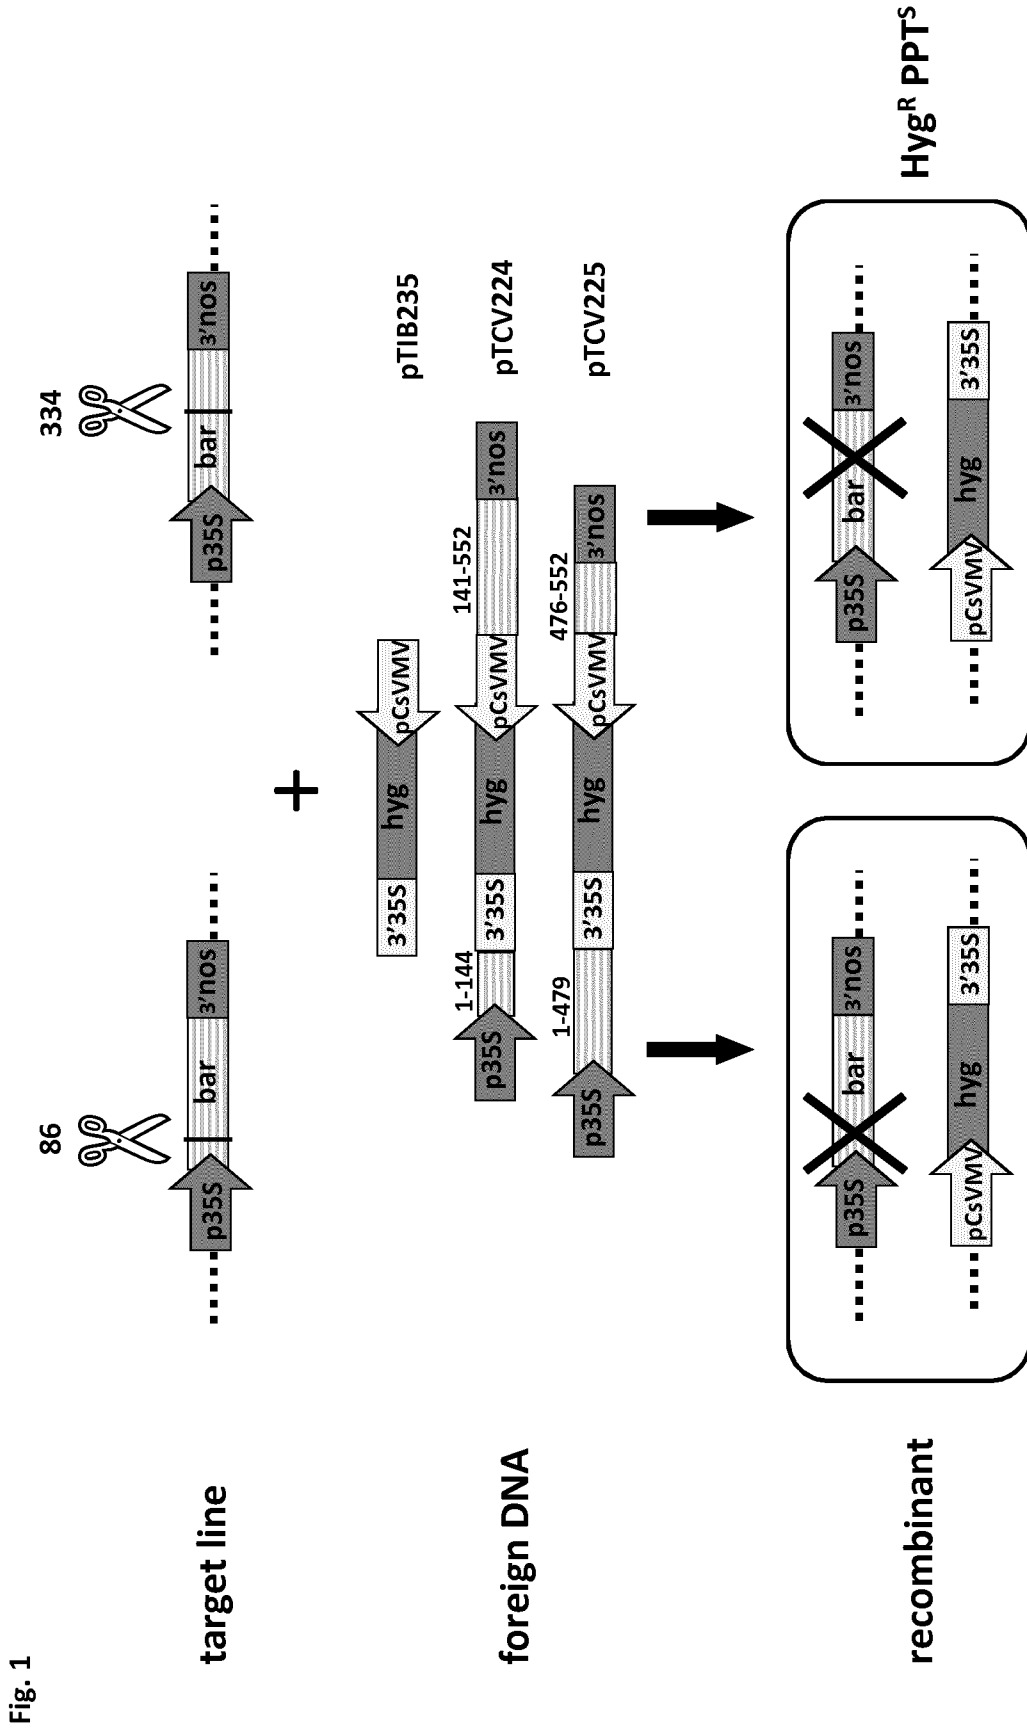 Fig. 1
target line
86
334
p35S bar 3'nos
p35S bar 3'nos
+
foreign DNA
3'35S hyg pCsVMV
pTIB235
1-144
141-552
p35S 3'35S hyg pCsVMV 3'nos
pTCV224
1-479
476-552
p35S 3'35S hyg pCsVMV 3'nos
pTCV225
recombinant
p35S bar 3'nos
pCsVMV hyg 3'35S
p35S bar 3'nos
pCsVMV hyg 3'35S
Hygᴿ PPTˢ